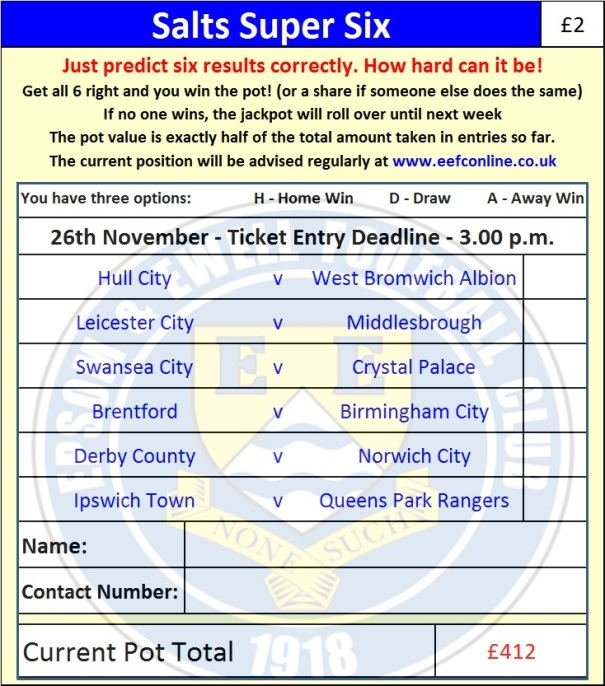 Salts Super Six £2
Just predict six results correctly. How hard can it be!
Get all 6 right and you win the pot! (or a share if someone else does the same)
If no one wins, the jackpot will roll over until next week
The pot value is exactly half of the total amount taken in entries so far.
The current position will be advised regularly at www.eefconline.co.uk
You have three options: H - Home Win D - Draw A - Away Win
26th November - Ticket Entry Deadline - 3.00 p.m.
Hull City v West Bromwich Albion
Leicester City v Middlesbrough
Swansea City v Crystal Palace
Brentford v Birmingham City
Derby County v Norwich City
Ipswich Town v Queens Park Rangers
Name:
Contact Number:
Current Pot Total £412
EPSOM & EWELL FOOTBALL CLUB
E E
NONE SUCH
1918